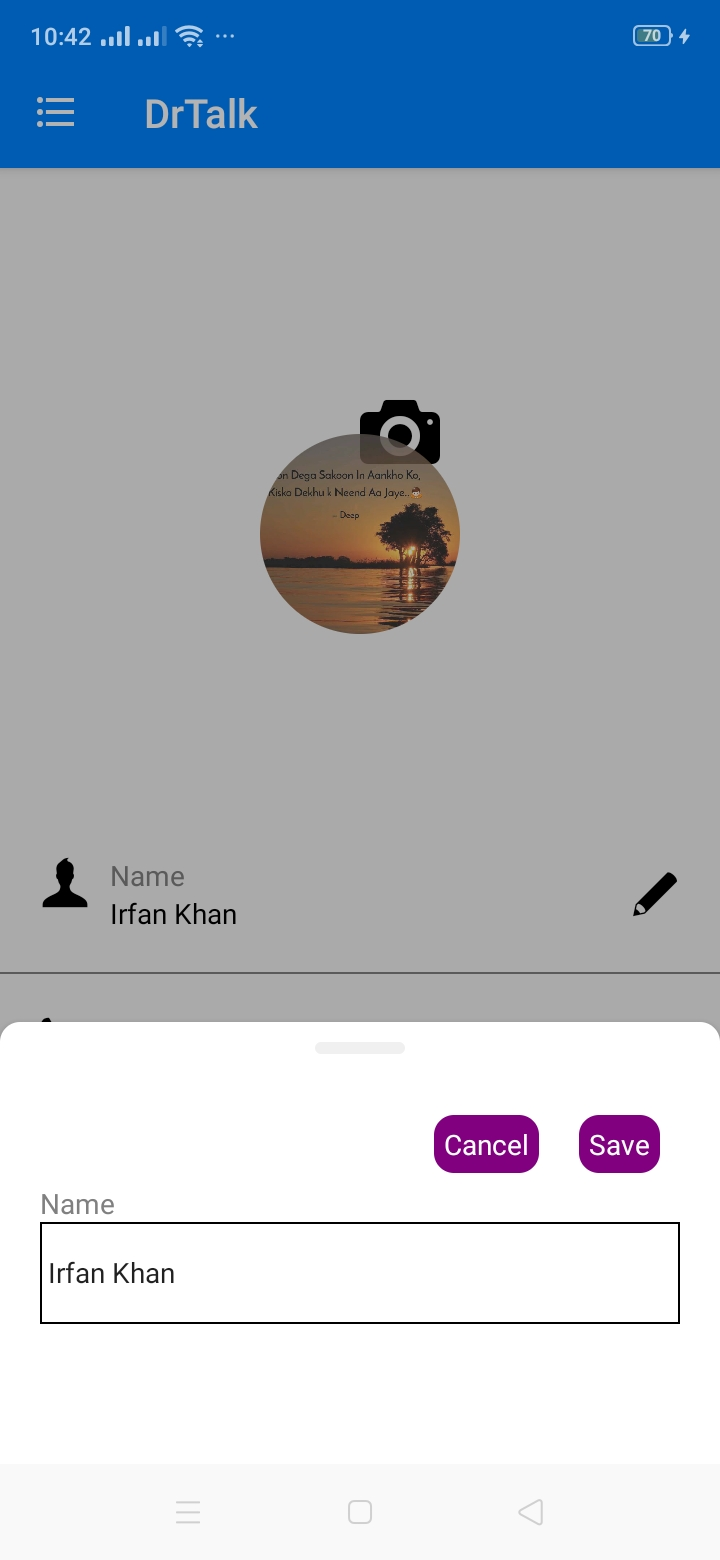 10:42
70
DrTalk
on Dega Sakoon In Aankho Ko,
Kiska Dekhu k Neend Aa Jaye..
– Deep
Name
Irfan Khan
Cancel
Save
Name
Irfan Khan